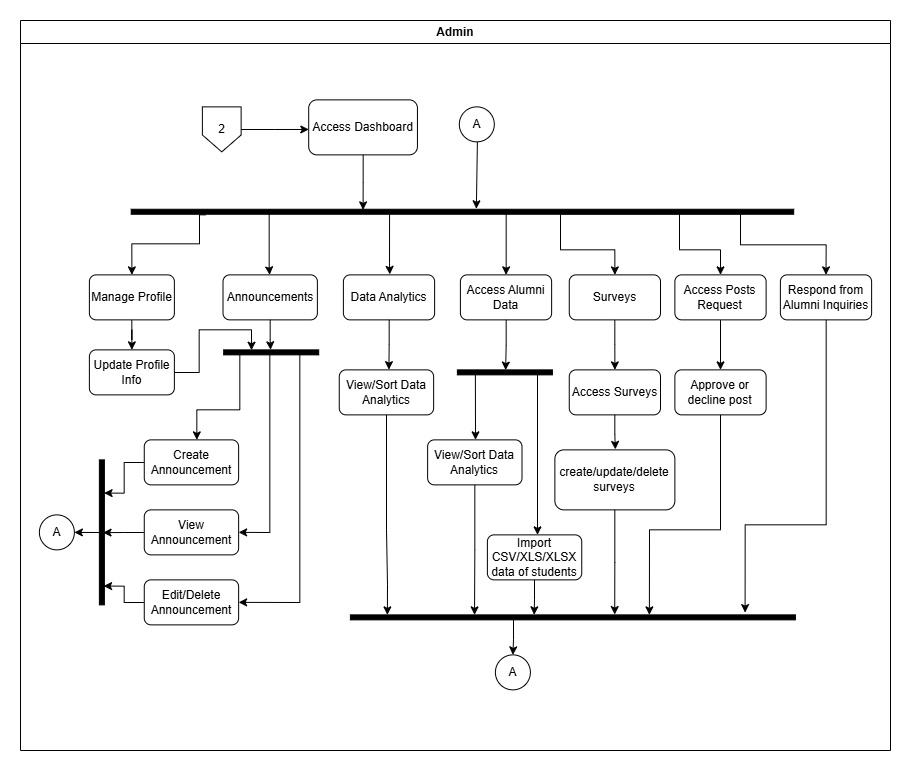 Admin
2
Access Dashboard
A
Manage Profile
Announcements
Data Analytics
Access Alumni
Data
Surveys
Access Posts
Request
Respond from
Alumni Inquiries
Update Profile
Info
View/Sort Data
Analytics
Access Surveys
Approve or
decline post
Create
Announcement
View/Sort Data
Analytics
create/update/delete
surveys
A
View
Announcement
Import
CSV/XLS/XLSX
data of students
Edit/Delete
Announcement
A